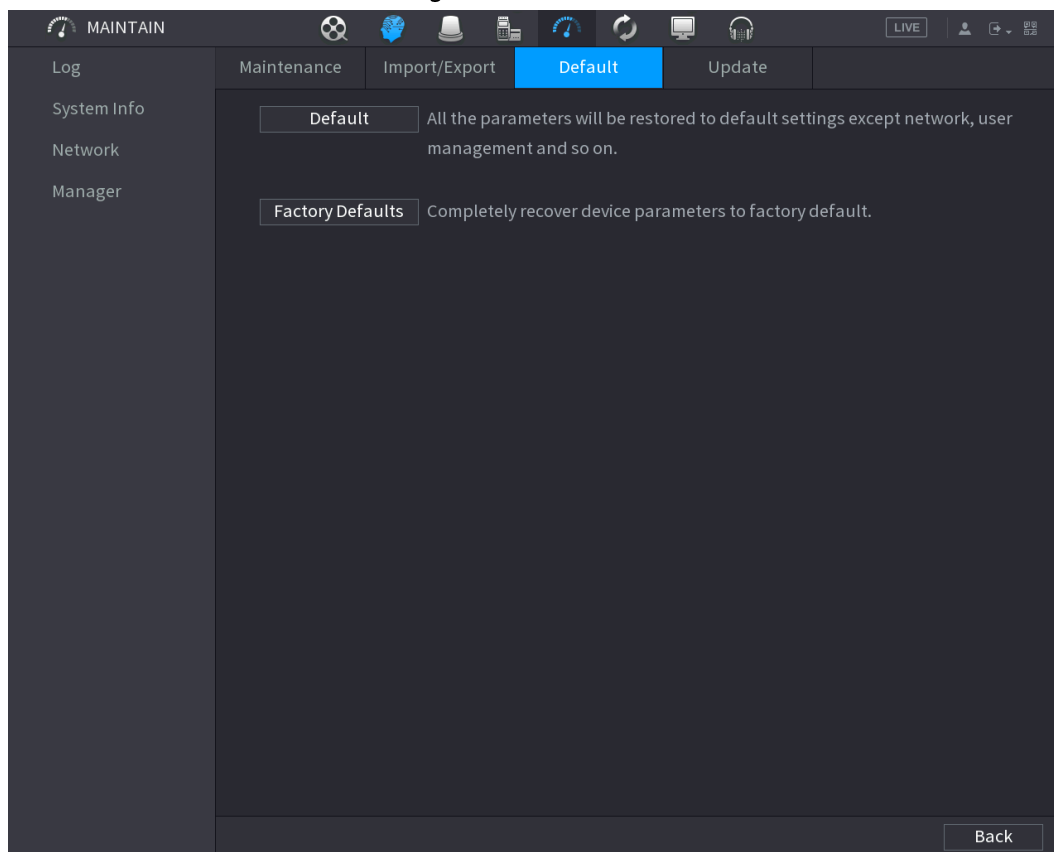 MAINTAIN
LIVE
Log
System Info
Network
Manager
Maintenance
Import/Export
Default
Update
Default
All the parameters will be restored to default settings except network, user
management and so on.
Factory Defaults
Completely recover device parameters to factory default.
Back